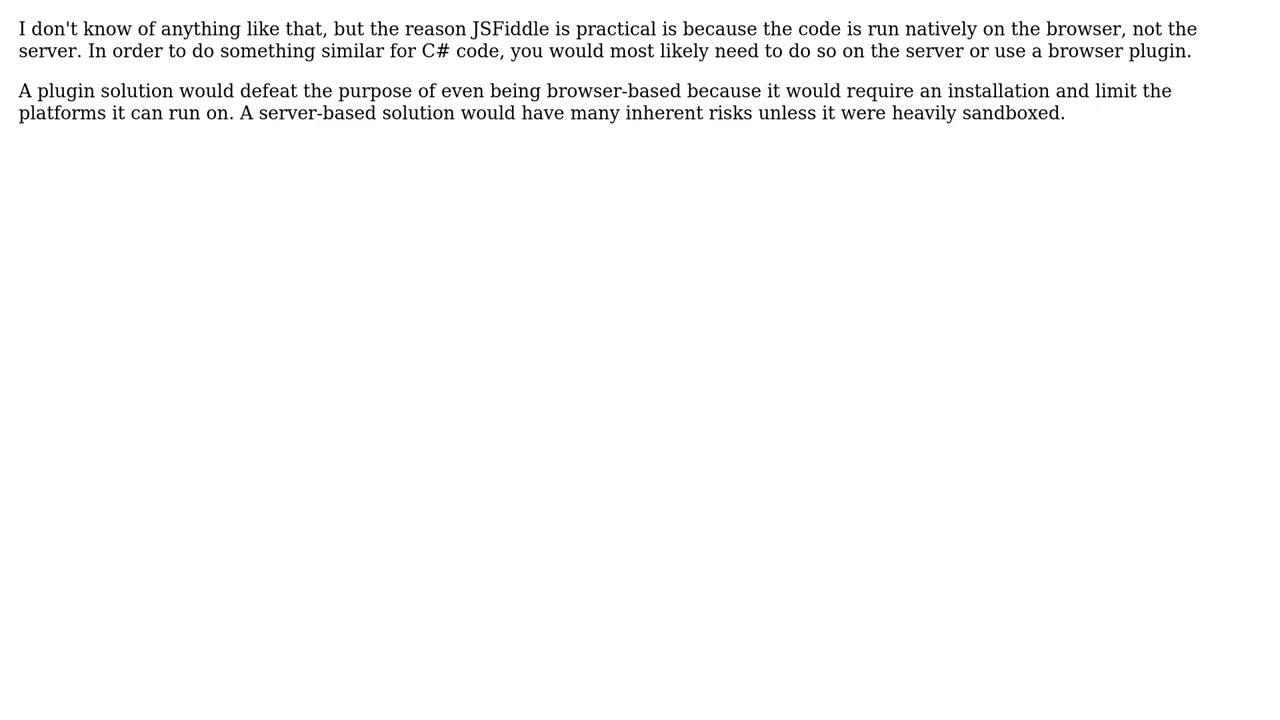 I don't know of anything like that, but the reason JSFiddle is practical is because the code is run natively on the browser, not the
server. In order to do something similar for C# code, you would most likely need to do so on the server or use a browser plugin.
A plugin solution would defeat the purpose of even being browser-based because it would require an installation and limit the
platforms it can run on. A server-based solution would have many inherent risks unless it were heavily sandboxed.